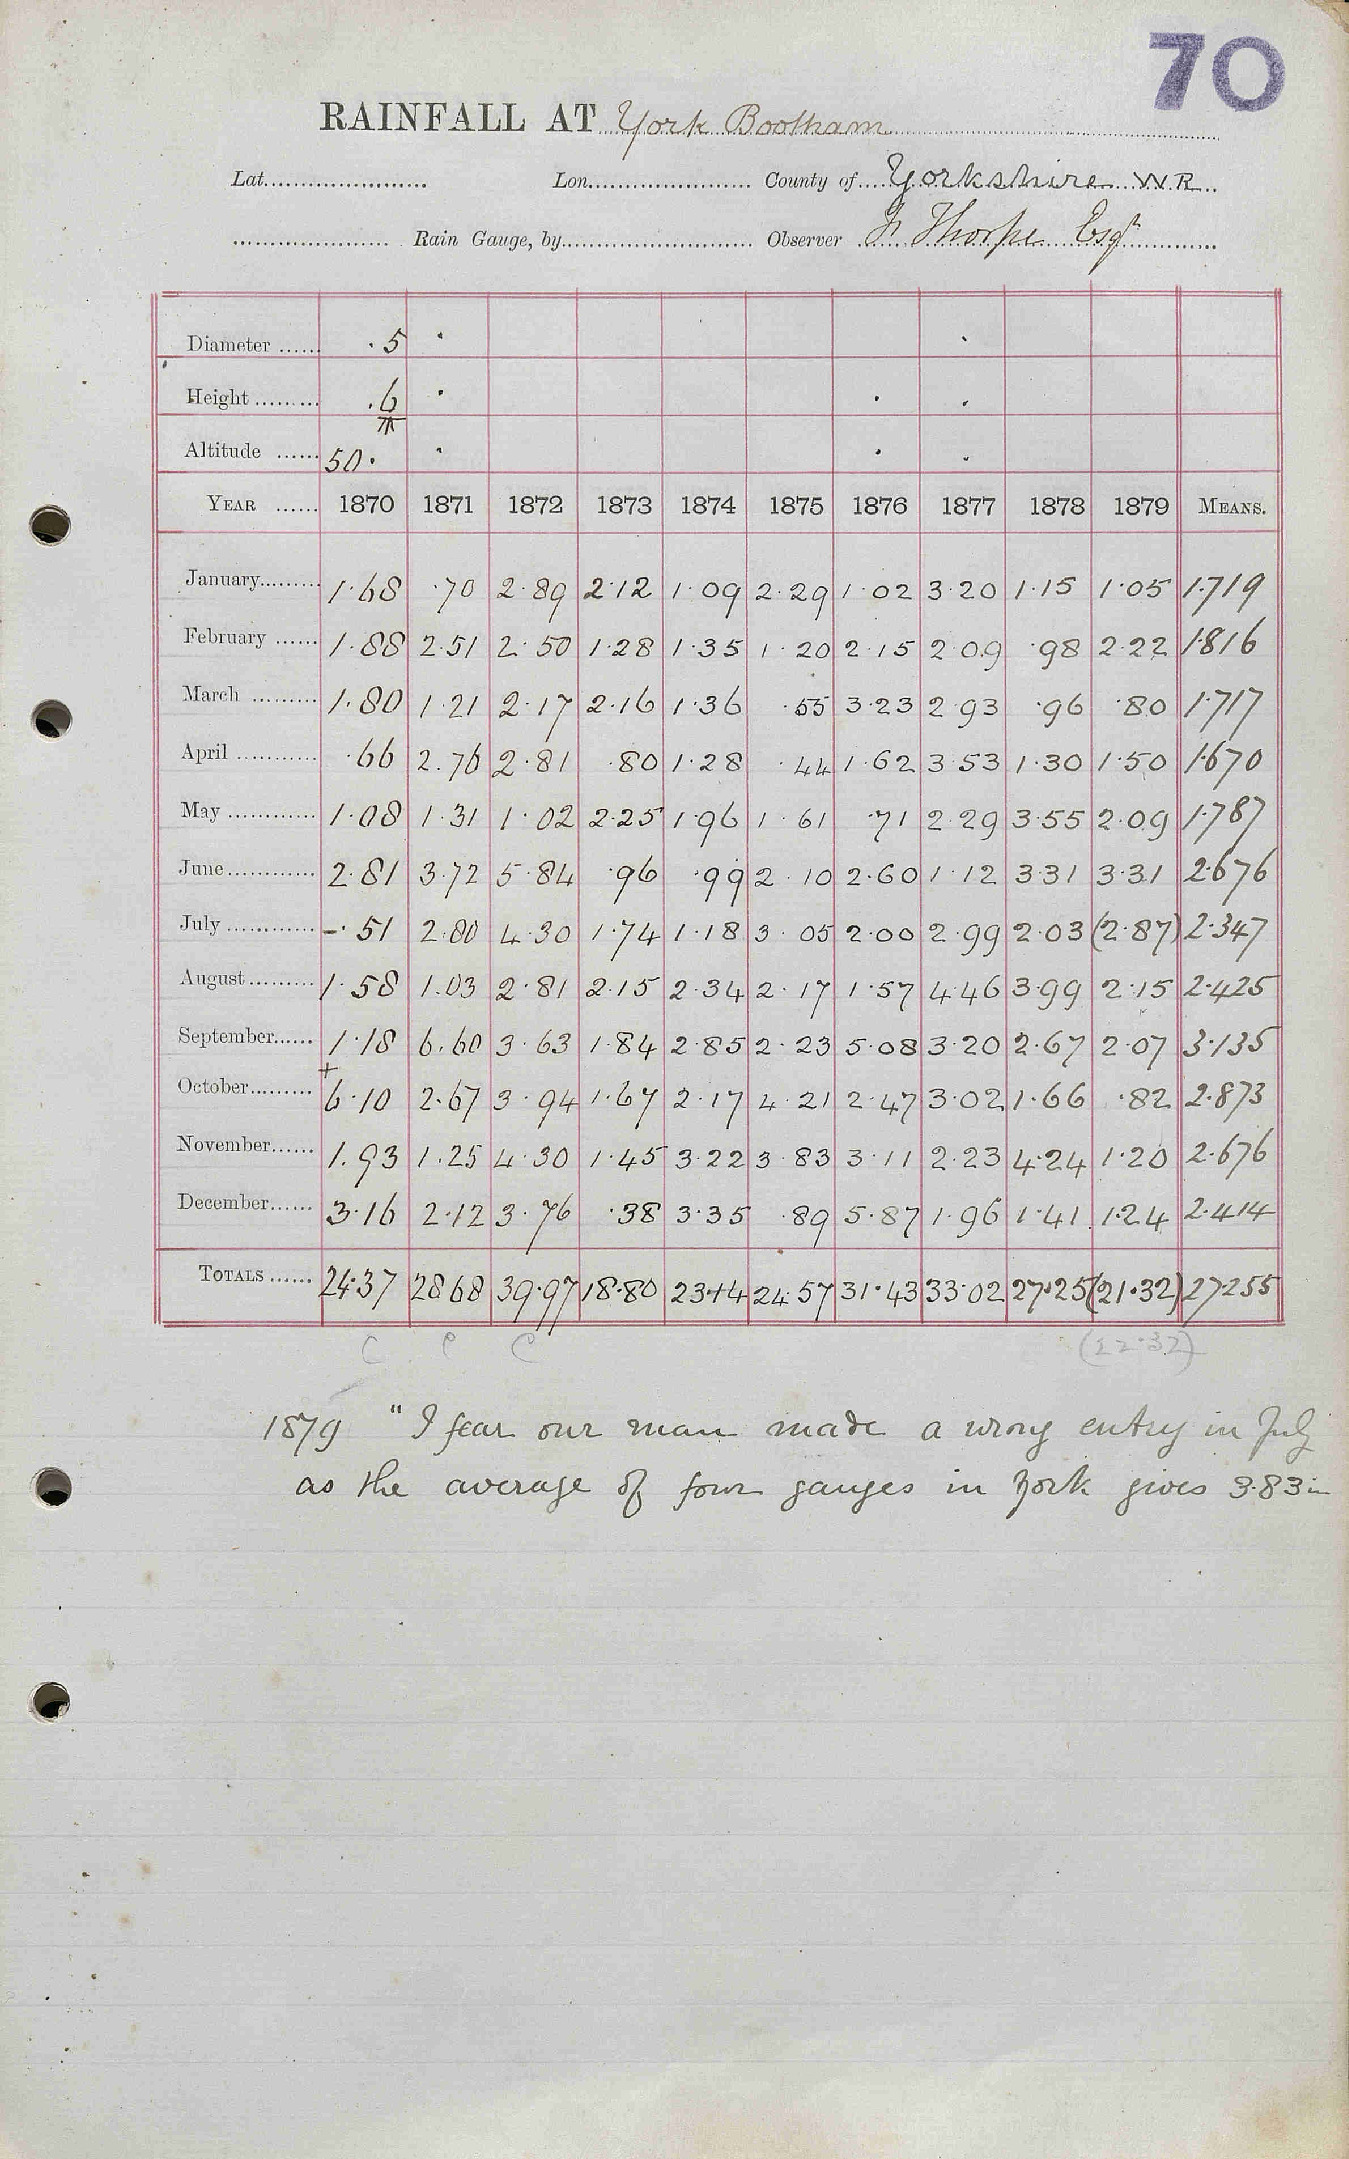 70
RAINFALL AT York Bootham
Lat. Lon. County of Yorkshire W.R.
Rain Gauge, by Observer F Thorpe Esqr
Diameter ...... .5
Height ......... .6
Altitude ...... 50.
YEAR ...... 1870 1871 1872 1873 1874 1875 1876 1877 1878 1879 MEANS.
January......... 1.68 .70 2.89 2.12 1.09 2.29 1.02 3.20 1.15 1.05 1.719
February ...... 1.88 2.51 2.50 1.28 1.35 1.20 2.15 2.09 .98 2.22 1.816
March ......... 1.80 1.21 2.17 2.16 1.36 .55 3.23 2.93 .96 .80 1.717
April ........... .66 2.76 2.81 .80 1.28 .44 1.62 3.53 1.30 1.50 1.670
May ............ 1.08 1.31 1.02 2.25 1.96 1.61 .71 2.29 3.55 2.09 1.787
June............ 2.81 3.72 5.84 .96 .99 2.10 2.60 1.12 3.31 3.31 2.676
July ............ -.51 2.80 4.30 1.74 1.18 3.05 2.00 2.99 2.03 (2.87) 2.347
August......... 1.58 1.03 2.81 2.15 2.34 2.17 1.57 4.46 3.99 2.15 2.425
September...... 1.18 6.60 3.63 1.84 2.85 2.23 5.08 3.20 2.67 2.07 3.135
October......... +6.10 2.67 3.94 1.67 2.17 4.21 2.47 3.02 1.66 .82 2.873
November...... 1.93 1.25 4.30 1.45 3.22 3.83 3.11 2.23 4.24 1.20 2.676
December...... 3.16 2.12 3.76 .38 3.35 .89 5.87 1.96 1.41 1.24 2.414
TOTALS ...... 24.37 28.68 39.97 18.80 23.14 24.57 31.43 33.02 27.25 (21.32) 27.255
C C C (22.32)
1879 "I fear our man made a wrong entry in July
as the average of four gauges in York gives 3.83 in